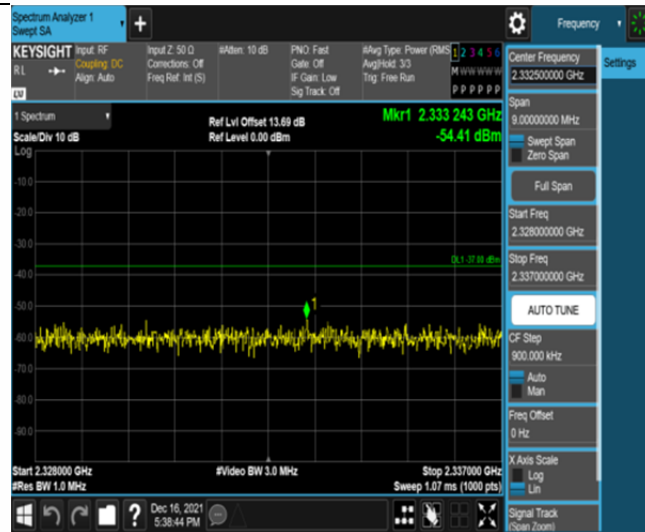 Spectrum Analyzer 1
Swept SA
+
Frequency
KEYSIGHT
Input: RF
Input Z: 50 Ω
#Atten: 10 dB
PNO: Fast
#Avg Type: Power (RMS
1 2 3 4 5 6
RL
Coupling: DC
Corrections: Off
Gate: Off
Avg|Hold: 3/3
M W W W W W
Align: Auto
Freq Ref: Int (S)
IF Gain: Low
Trig: Free Run
P P P P P P
Sig Track: Off
LXI
1 Spectrum
Ref Lvl Offset 13.69 dB
Mkr1 2.333 243 GHz
Scale/Div 10 dB
Ref Level 0.00 dBm
-54.41 dBm
Log
-10.0
-20.0
-30.0
DL1 -37.00 dBm
-40.0
1
-50.0
-60.0
-70.0
-80.0
-90.0
Start 2.328000 GHz
#Video BW 3.0 MHz
Stop 2.337000 GHz
#Res BW 1.0 MHz
Sweep 1.07 ms (1000 pts)
?
Dec 16, 2021
5:38:44 PM
Center Frequency
2.332500000 GHz
Settings
Span
9.00000000 MHz
Swept Span
Zero Span
Full Span
Start Freq
2.328000000 GHz
Stop Freq
2.337000000 GHz
AUTO TUNE
CF Step
900.000 kHz
Auto
Man
Freq Offset
0 Hz
X Axis Scale
Log
Lin
Signal Track
(Span Zoom)